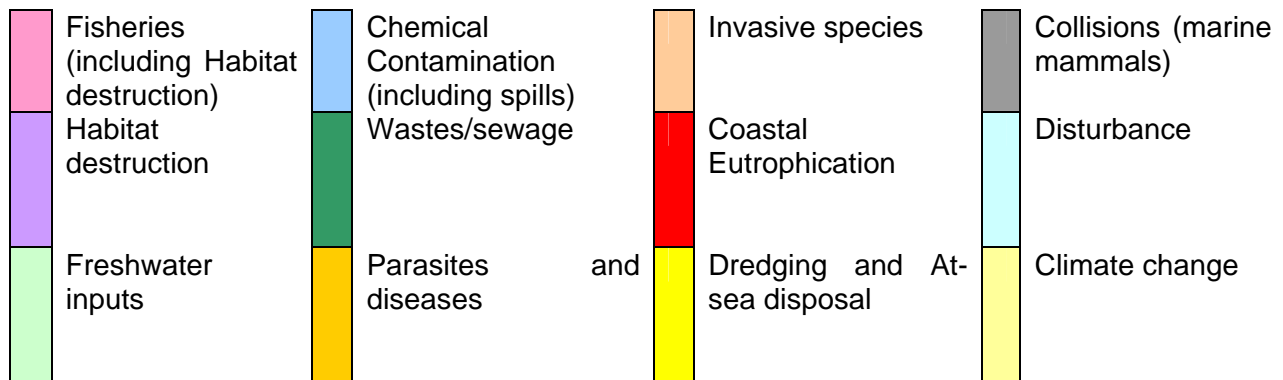 Fisheries
(including Habitat
destruction)
Chemical
Contamination
(including spills)
Invasive species
Collisions (marine
mammals)
Habitat
destruction
Wastes/sewage
Coastal
Eutrophication
Disturbance
Freshwater
inputs
Parasites and
diseases
Dredging and At-
sea disposal
Climate change